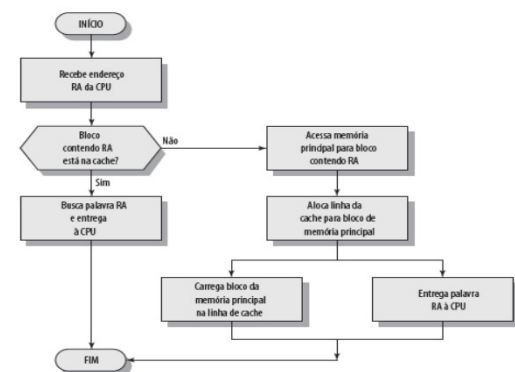 INÍCIO
Recebe endereço
RA da CPU
Bloco
contendo RA
está na cache?
Não
Sim
Acessa memória
principal para bloco
contendo RA
Busca palavra RA
e entrega
à CPU
Aloca linha da
cache para bloco de
memória principal
Carrega bloco da
memória principal
na linha de cache
Entrega palavra
RA à CPU
FIM